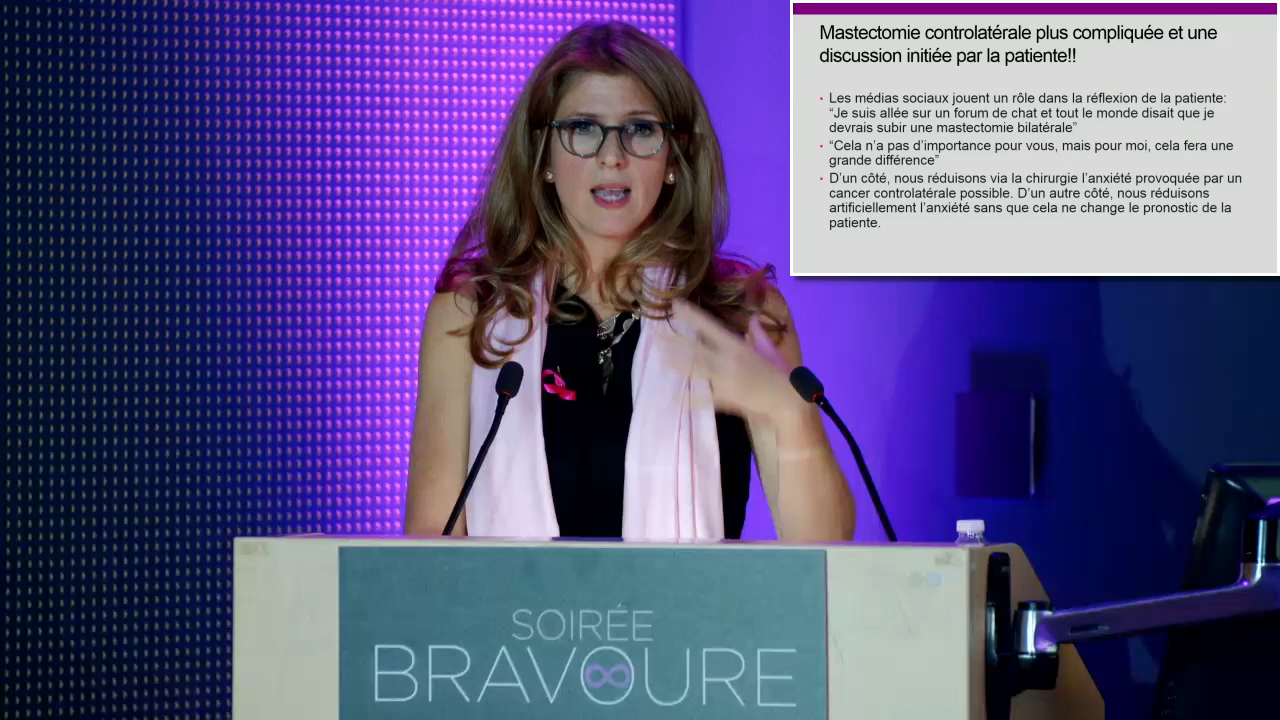 Mastectomie controlatérale plus compliquée et une
discussion initiée par la patiente!!
• Les médias sociaux jouent un rôle dans la réflexion de la patiente:
“Je suis allée sur un forum de chat et tout le monde disait que je
devrais subir une mastectomie bilatérale”
• “Cela n’a pas d’importance pour vous, mais pour moi, cela fera une
grande différence”
• D’un côté, nous réduisons via la chirurgie l’anxiété provoquée par un
cancer controlatérale possible. D’un autre côté, nous réduisons
artificiellement l’anxiété sans que cela ne change le pronostic de la
patiente.
SOIRÉE
BRAVOURE